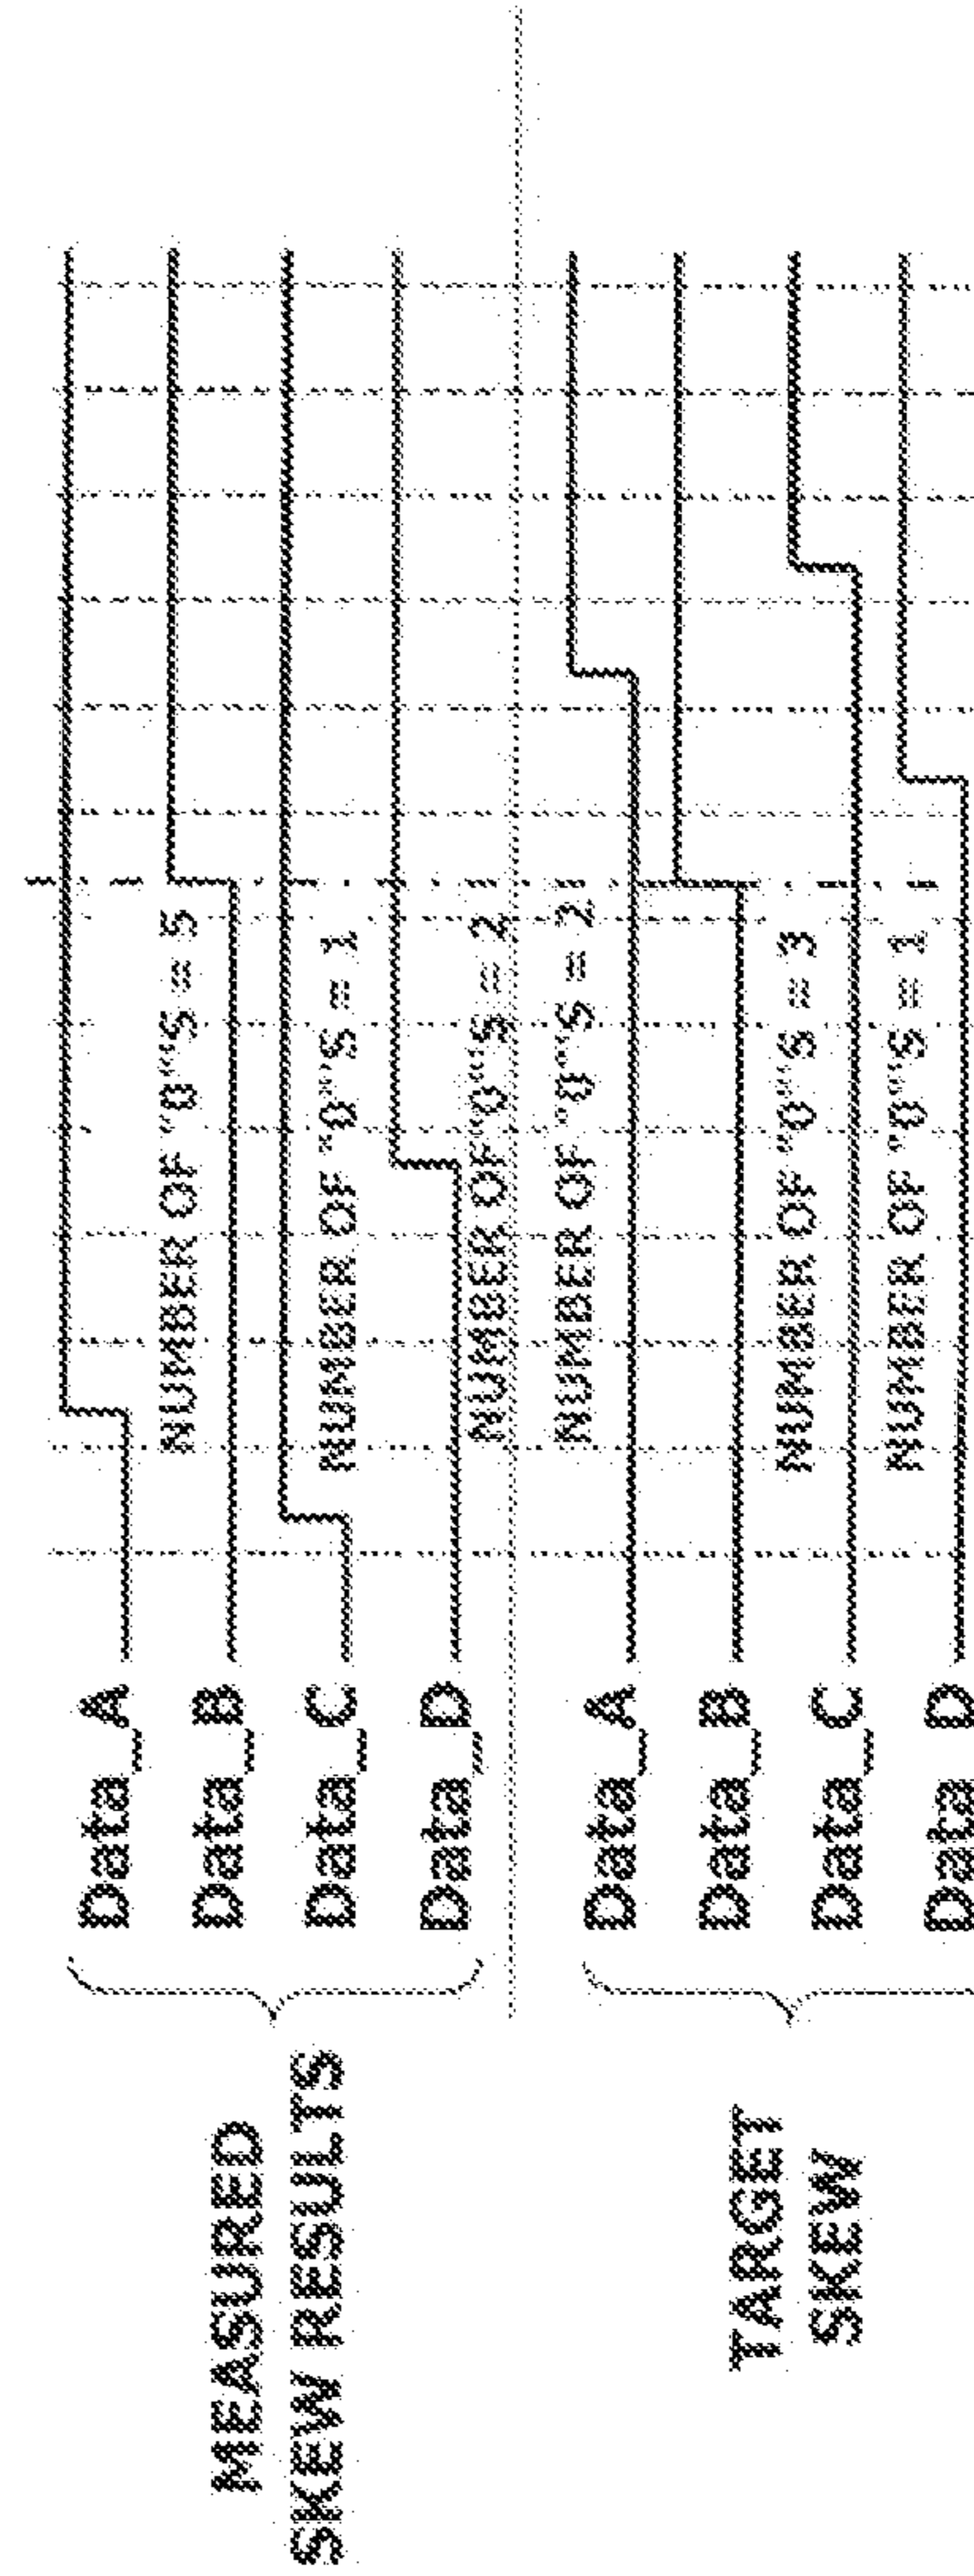 MEASURED
SKEW RESULTS
Data_A
Data_B
NUMBER OF "0"'S = 5
Data_C
NUMBER OF "0"'S = 1
Data_D
NUMBER OF "0"'S = 2
TARGET
SKEW
Data_A
NUMBER OF "0"'S = 2
Data_B
Data_C
NUMBER OF "0"'S = 3
Data D
NUMBER OF "0"'S = 1